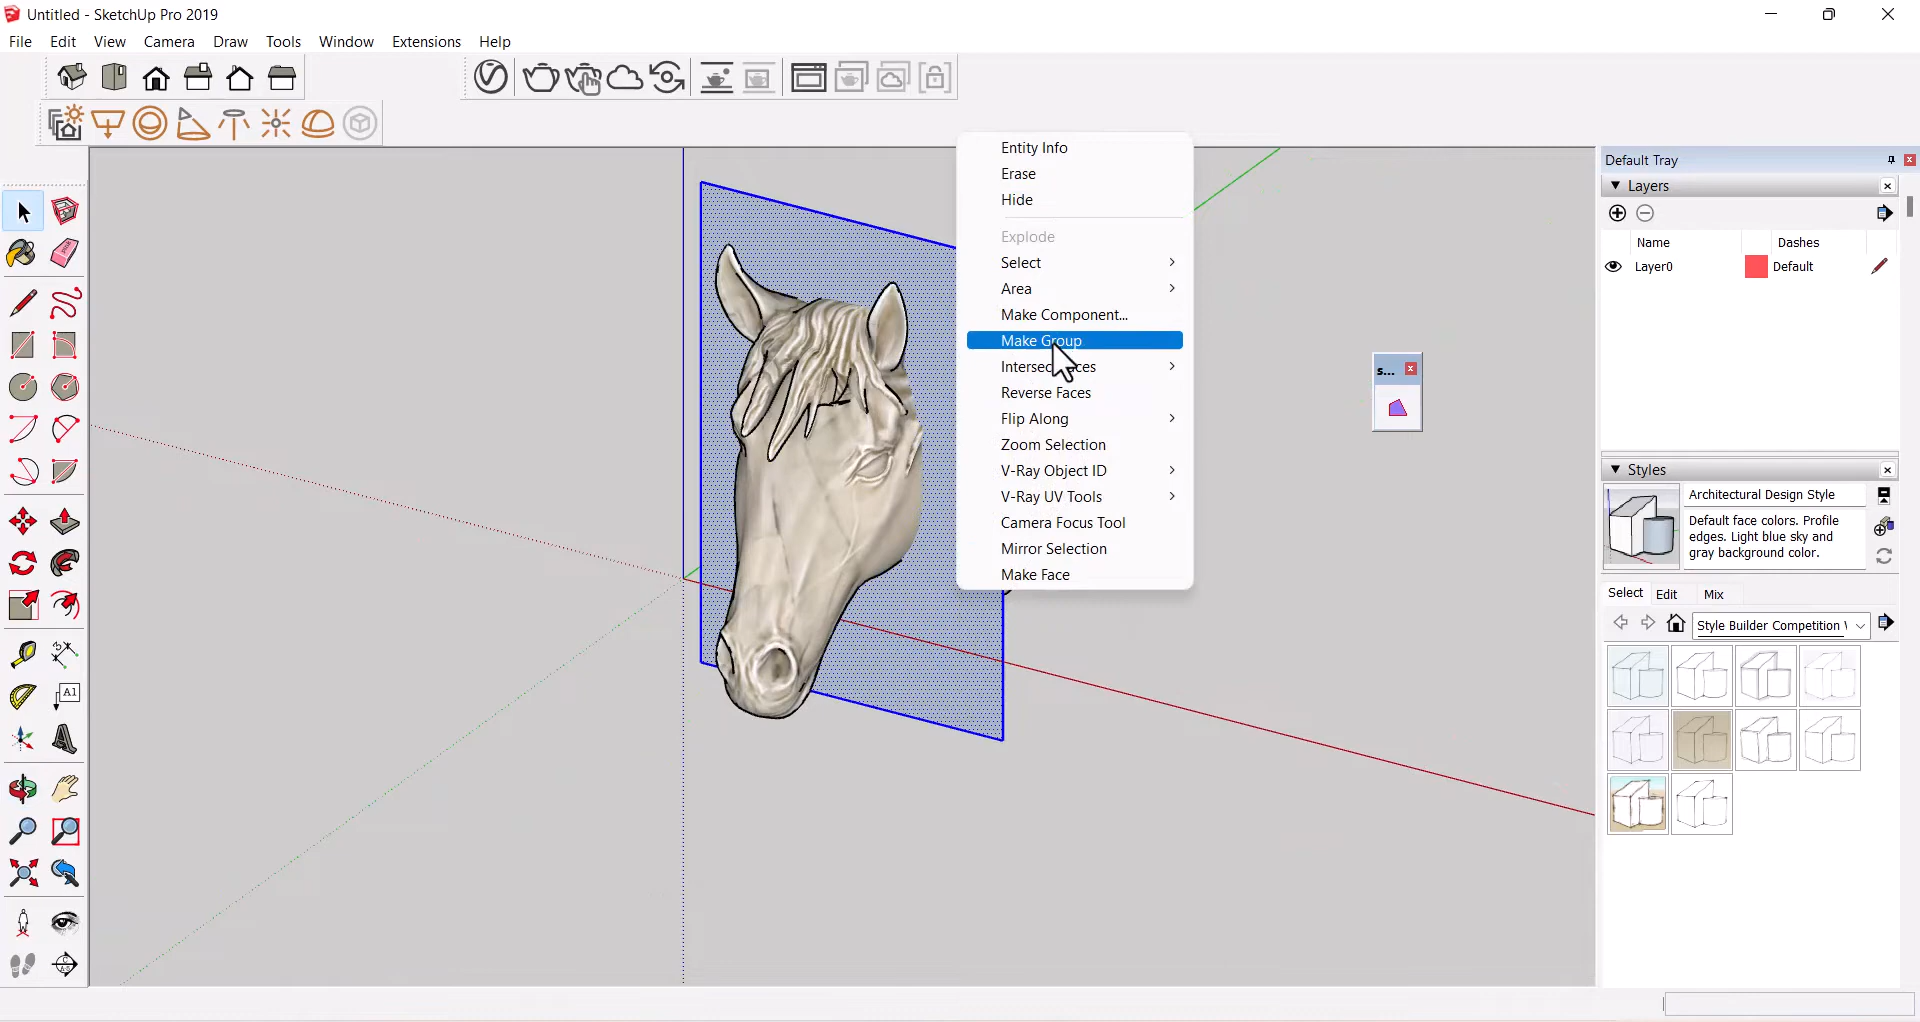 Untitled - SketchUp Pro 2019
File Edit View Camera Draw Tools Window Extensions Help
Entity Info
Erase
Hide
Explode
Select
Area
Make Component...
Make Group
Reverse Faces
Flip Along
Zoom Selection
V-Ray Object ID
V-Ray UV Tools
Camera Focus Tool
Mirror Selection
Make Face
s...
A1
Default Tray
Layers
Name Dashes
Layer0 Default
Styles
Architectural Design Style
Default face colors. Profile
edges. Light blue sky and
gray background color.
Select Edit Mix
Style Builder Competition